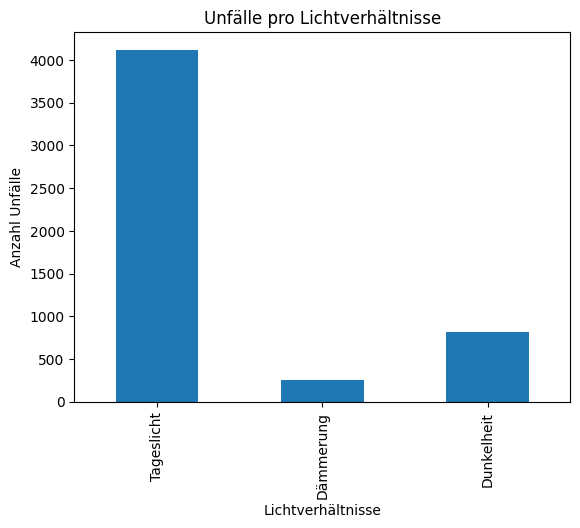 Unfälle pro Lichtverhältnisse
Anzahl Unfälle
4000
3500
3000
2500
2000
1500
1000
500
0
Tageslicht
Dämmerung
Dunkelheit
Lichtverhältnisse